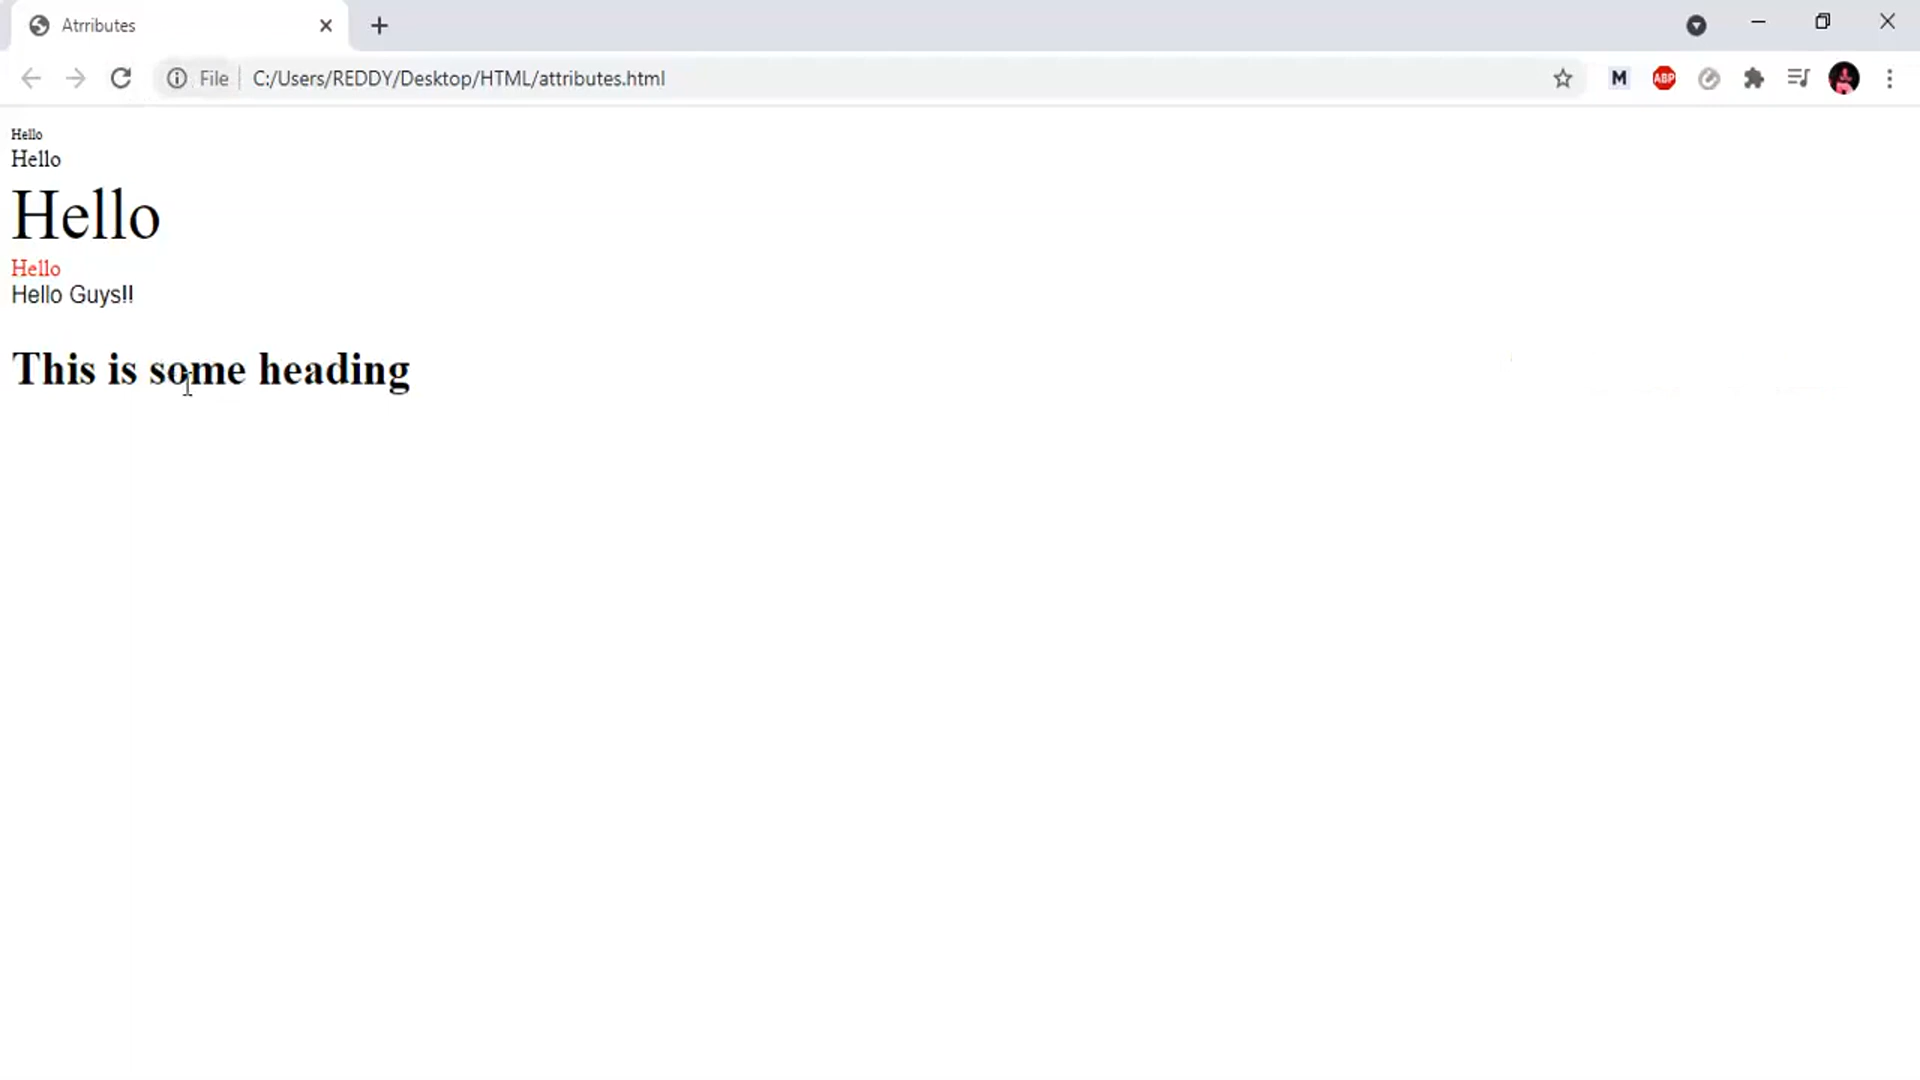 Atrributes
File C:/Users/REDDY/Desktop/HTML/attributes.html M ABP
Hello
Hello
Hello
Hello
Hello Guys!!
This is some heading